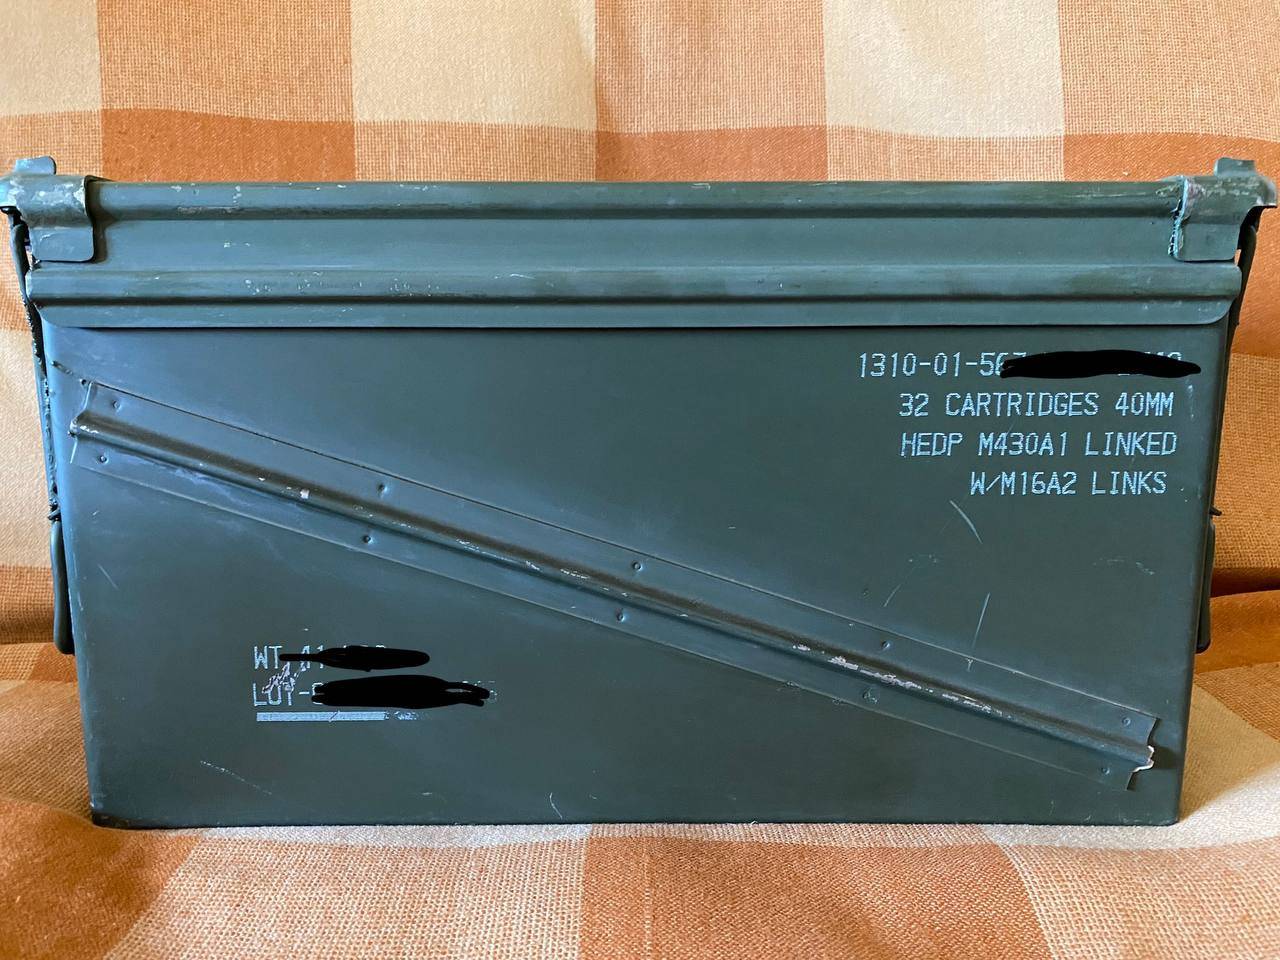 1310-01-56
32 CARTRIDGES 40MM
HEDP M430A1 LINKED
W/M16A2 LINKS
WT
LOT-